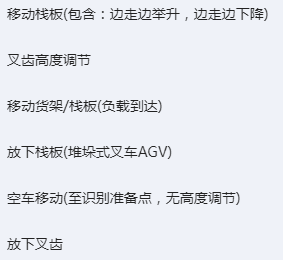 移动栈板(包含：边走边举升，边走边下降)
叉齿高度调节
移动货架/栈板(负载到达)
放下栈板(堆垛式叉车AGV)
空车移动(至识别准备点，无高度调节)
放下叉齿